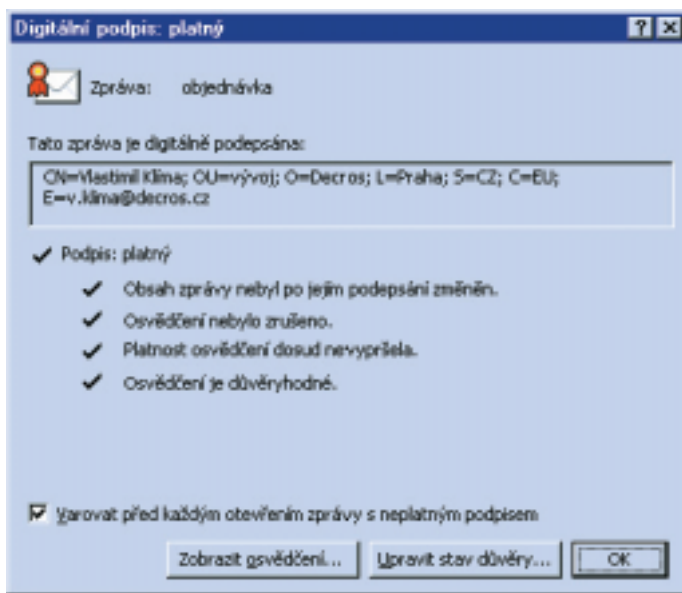 Digitální podpis: platný
Zpráva: objednávka
Tato zpráva je digitálně podepsána:
CN=Vlastimil Klíma; OU=vývoj; O=Decros; L=Praha; S=CZ; C=EU;
E=v.klima@decros.cz
Podpis: platný
Obsah zprávy nebyl po jejím podepsání změněn.
Osvědčení nebylo zrušeno.
Platnost osvědčení dosud nevypršela.
Osvědčení je důvěryhodné.
Varovat před každým otevřením zprávy s neplatným podpisem
Zobrazit osvědčení... Upravit stav důvěry... OK